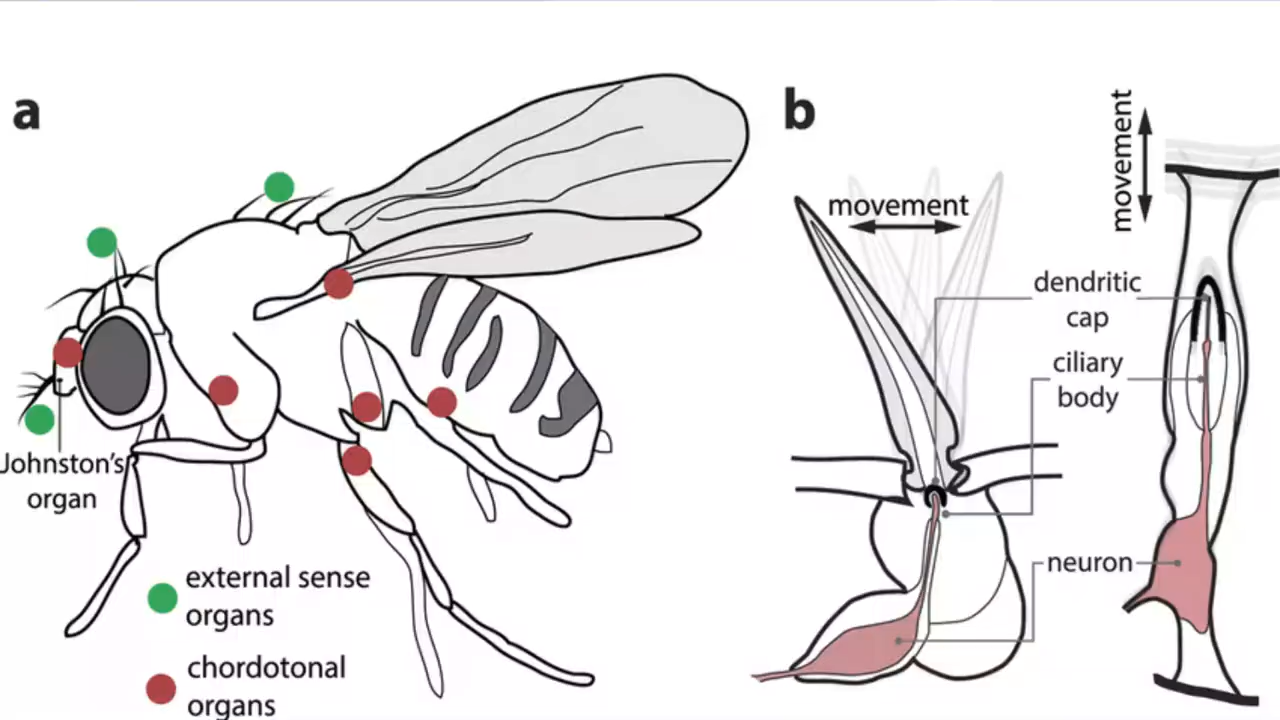 a
Johnston's
organ
external sense
organs
chordotonal
organs
b
movement
movement
dendritic
cap
ciliary
body
neuron